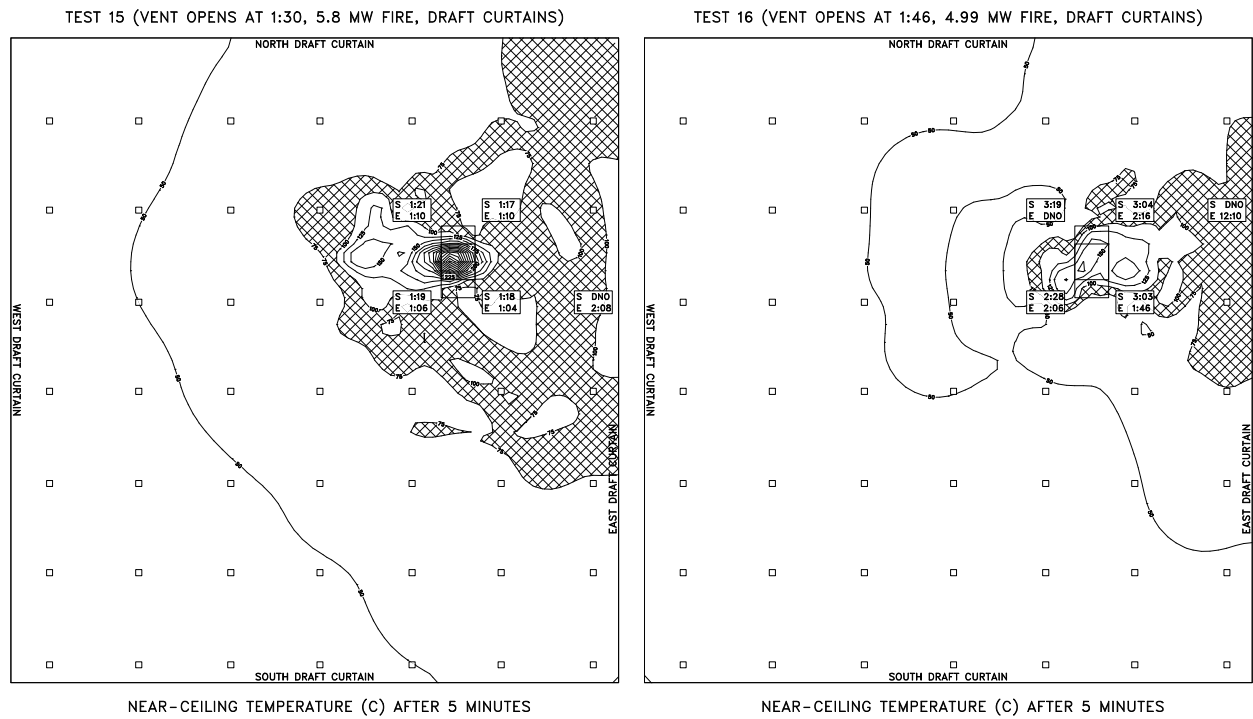 TEST 15 (VENT OPENS AT 1:30, 5.8 MW FIRE, DRAFT CURTAINS)
NORTH DRAFT CURTAIN
S 1:21
E 1:10
S 1:17
E 1:10
S 1:19
E 1:06
S 1:18
E 1:04
S DNO
E 2:08
WEST DRAFT CURTAIN
EAST DRAFT CURTAIN
SOUTH DRAFT CURTAIN
NEAR-CEILING TEMPERATURE (C) AFTER 5 MINUTES
TEST 16 (VENT OPENS AT 1:46, 4.99 MW FIRE, DRAFT CURTAINS)
NORTH DRAFT CURTAIN
S 3:19
E DNO
S 3:04
E 2:16
S DNO
E 12:10
S 2:28
E 2:06
S 3:03
E 1:46
WEST DRAFT CURTAIN
EAST DRAFT CURTAIN
SOUTH DRAFT CURTAIN
NEAR-CEILING TEMPERATURE (C) AFTER 5 MINUTES